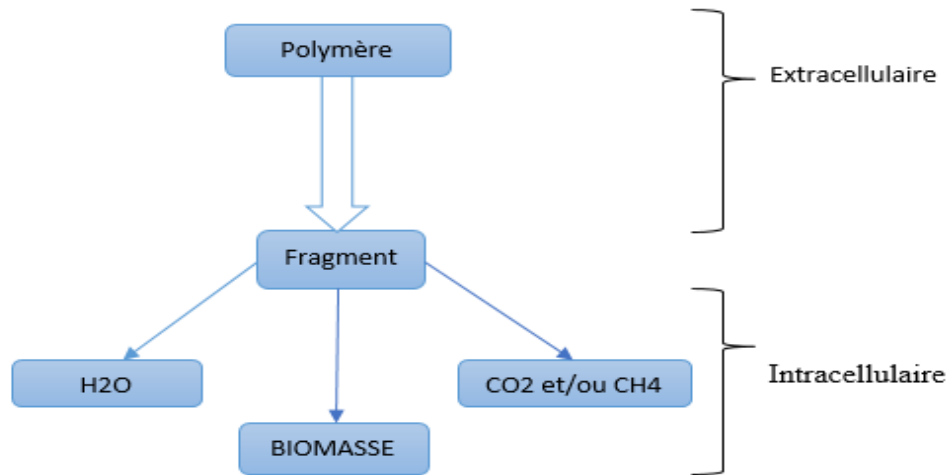 Polymère
Extracellulaire
Fragment
H2O
CO2 et/ou CH4
Intracellulaire
BIOMASSE